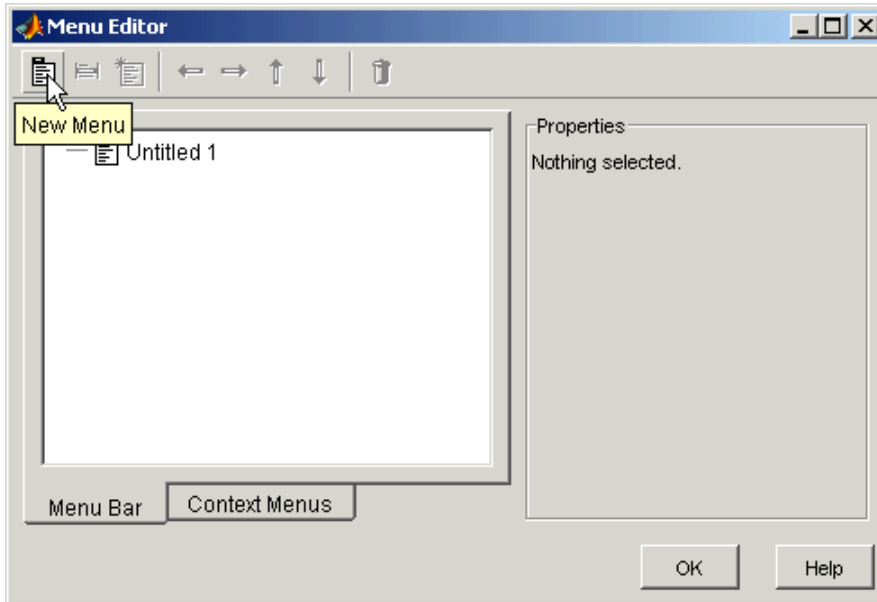 Menu Editor
New Menu
Untitled 1
Properties
Nothing selected.
Menu Bar
Context Menus
OK
Help